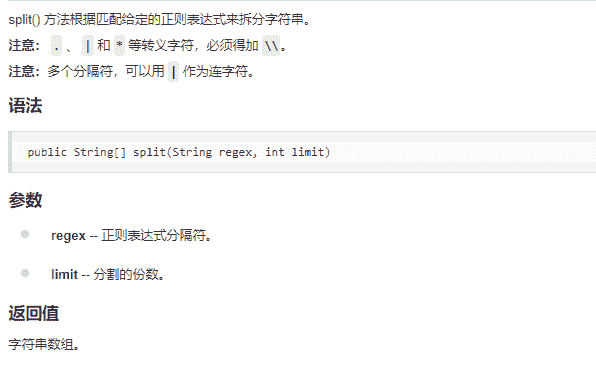 split() 方法根据匹配给定的正则表达式来拆分字符串。
注意： . 、 | 和 * 等转义字符，必须得加 \\。
注意：多个分隔符，可以用 | 作为连字符。
语法
public String[] split(String regex, int limit)
参数
regex -- 正则表达式分隔符。
limit -- 分割的份数。
返回值
字符串数组。